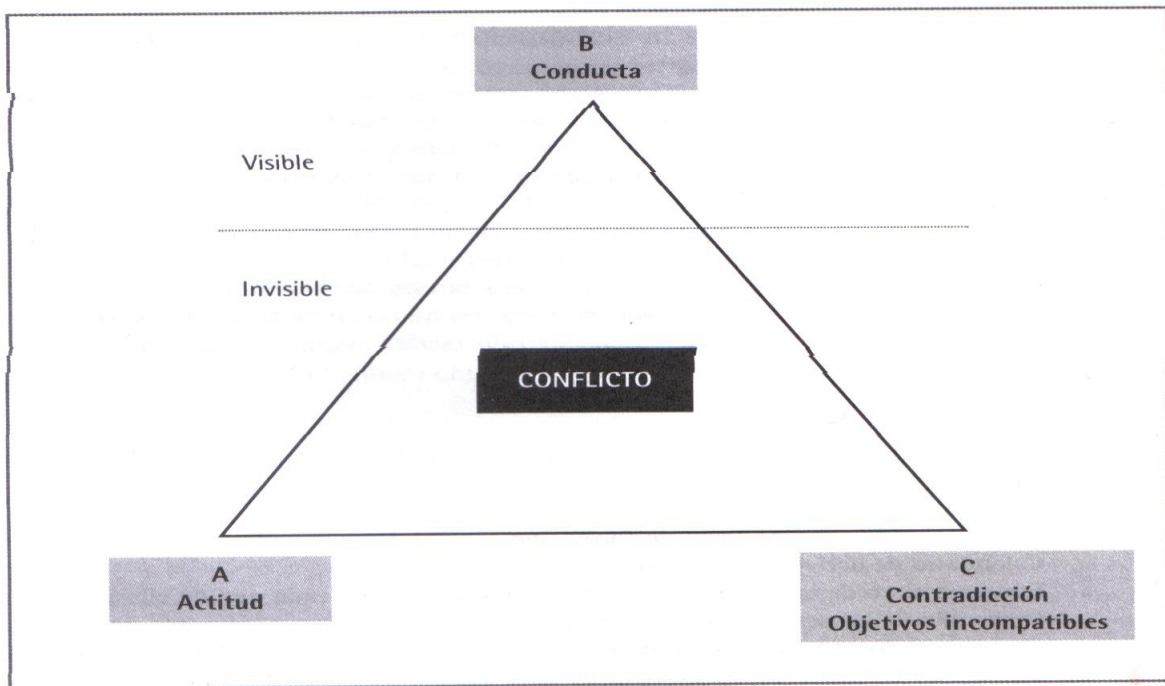 B
Conducta
Visible
Invisible
CONFLICTO
A
Actitud
C
Contradicción
Objetivos incompatibles